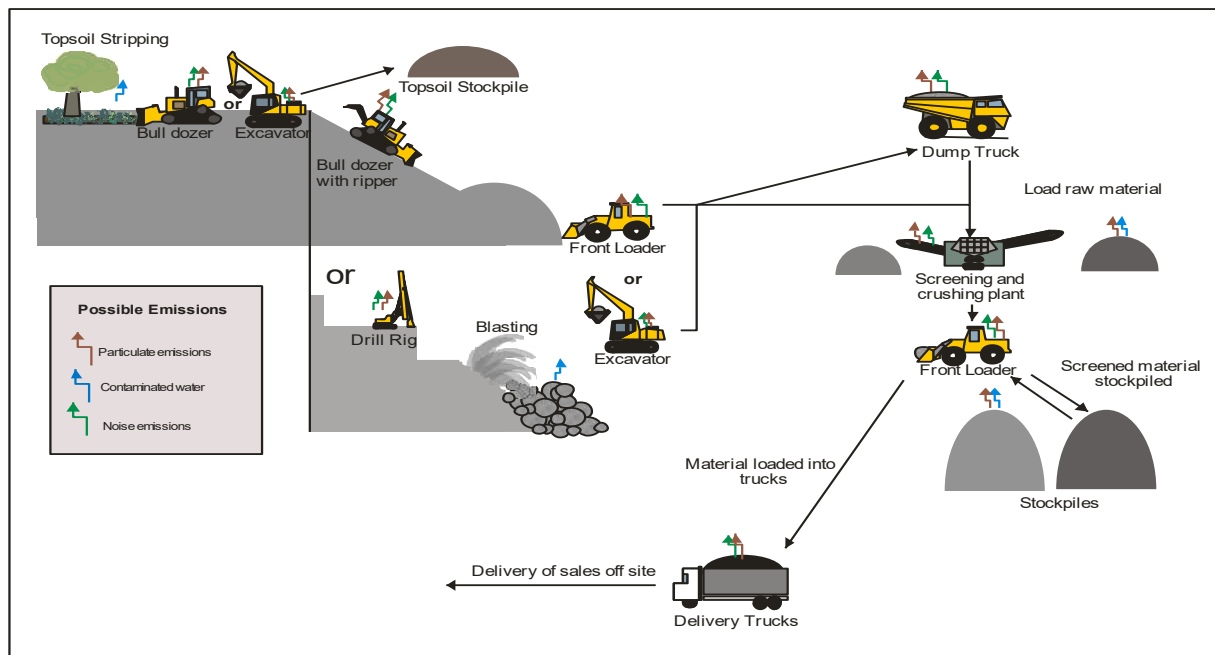 Topsoil Stripping
Bull dozer
or
Excavator
Topsoil Stockpile
Bull dozer
with ripper
Dump Truck
Load raw material
Front Loader
Screening and
crushing plant
or
Drill Rig
Blasting
or
Excavator
Front Loader
Screened material
stockpiled
Stockpiles
Possible Emissions
Particulate emissions
Contaminated water
Noise emissions
Material loaded into
trucks
Delivery of sales off site
Delivery Trucks